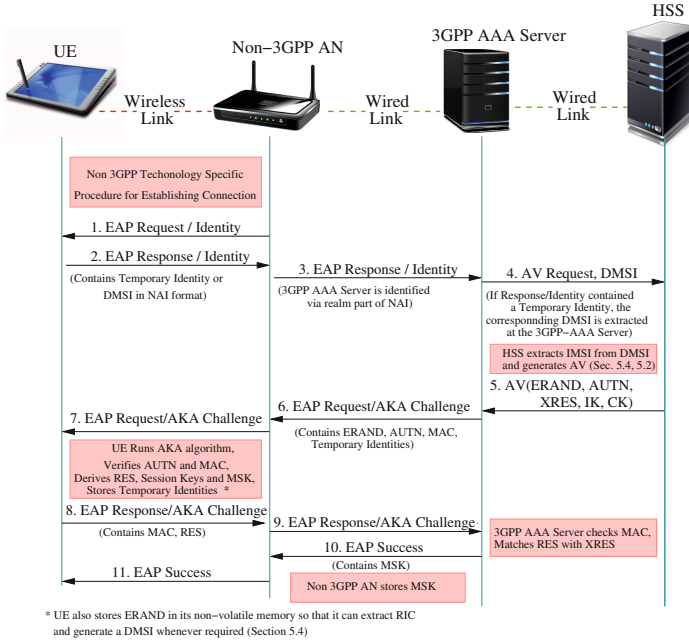 HSS
UE
Non-3GPP AN
3GPP AAA Server
Wireless
Link
Wired
Link
Wired
Link
Non 3GPP Techonology Specific
Procedure for Establishing Connection
1. EAP Request / Identity
2. EAP Response / Identity
(Contains Temporary Identity or
DMSI in NAI format)
3. EAP Response / Identity
(3GPP AAA Server is identified
via realm part of NAI)
4. AV Request, DMSI
(If Response/Identity contained
a Temporary Identity, the
corresponnding DMSI is extracted
at the 3GPP-AAA Server)
HSS extracts IMSI from DMSI
and generates AV (Sec. 5.4, 5.2)
5. AV(ERAND, AUTN,
XRES, IK, CK)
6. EAP Request/AKA Challenge
(Contains ERAND, AUTN, MAC,
Temporary Identities)
7. EAP Request/AKA Challenge
UE Runs AKA algorithm,
Verifies AUTN and MAC,
Derives RES, Session Keys and MSK,
Stores Temporary Identities *
8. EAP Response/AKA Challenge
(Contains MAC, RES)
9. EAP Response/AKA Challenge
3GPP AAA Server checks MAC,
Matches RES with XRES
10. EAP Success
(Contains MSK)
11. EAP Success
Non 3GPP AN stores MSK
* UE also stores ERAND in its non-volatile memory so that it can extract RIC
and generate a DMSI whenever required (Section 5.4)